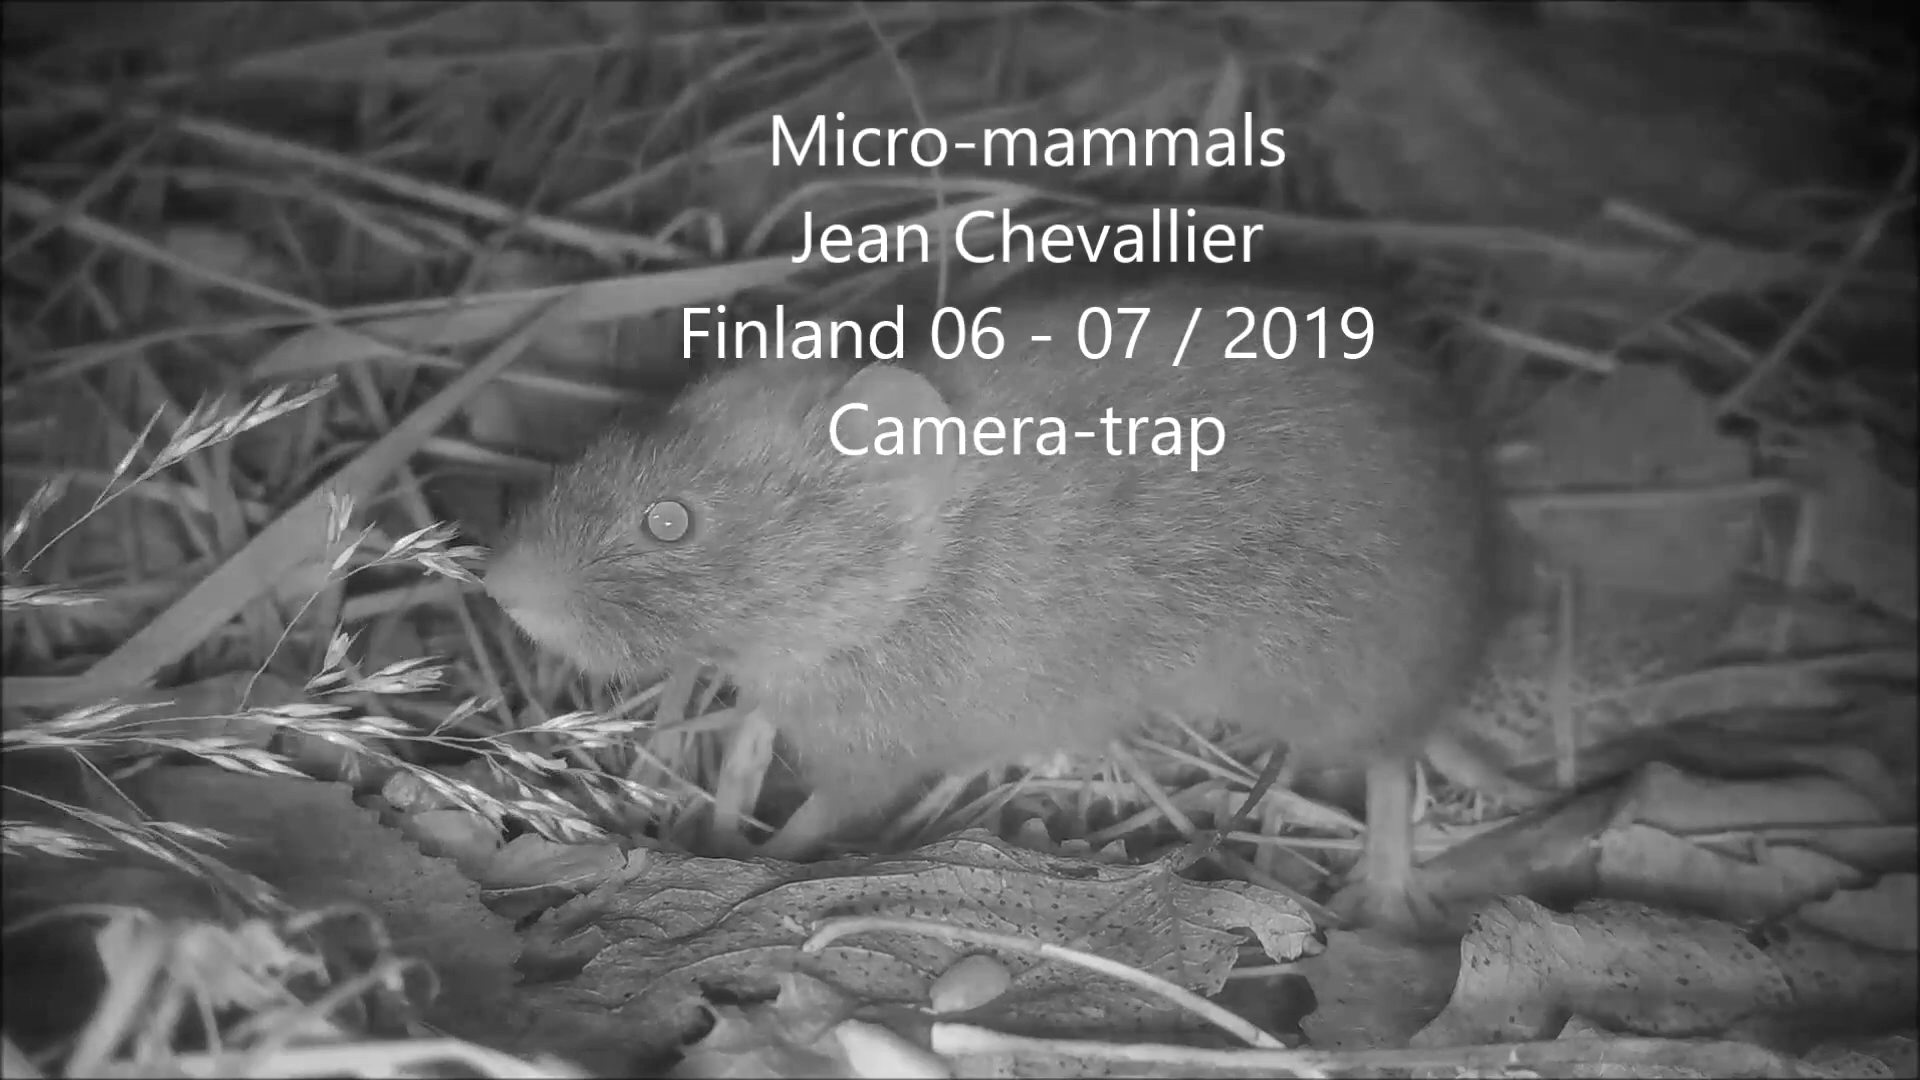 Micro-mammals
Jean Chevallier
Finland 06 - 07 / 2019
Camera-trap